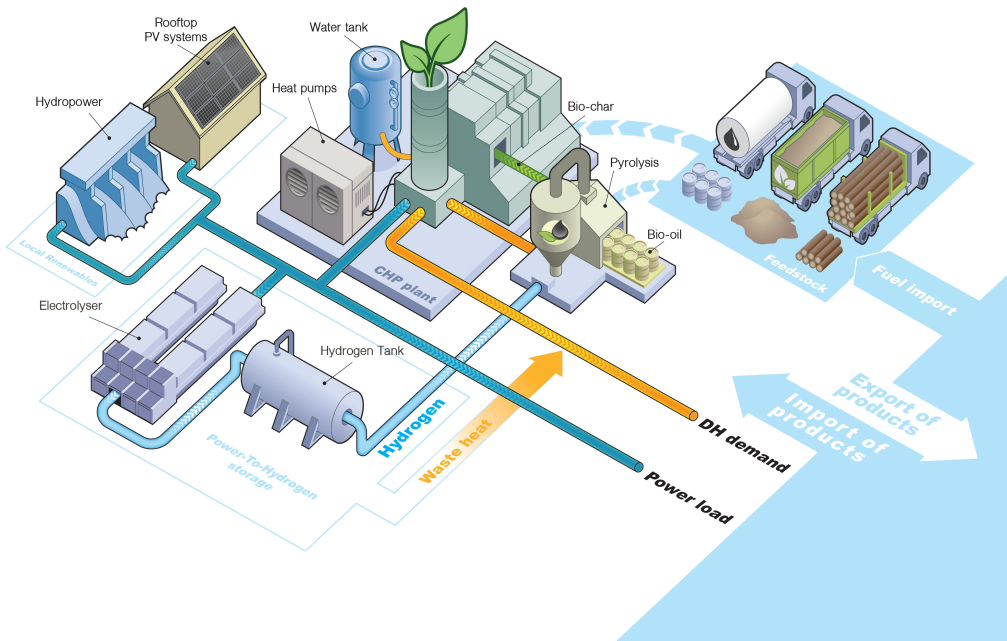 Rooftop
PV systems
Water tank
Heat pumps
Hydropower
Bio-char
Pyrolysis
Bio-oil
Local Renewables
CHP plant
Feedstock
Fuel import
Electrolyser
Hydrogen Tank
Power-To-Hydrogen
storage
Hydrogen
Waste heat
DH demand
Power load
Export of
products
Import of
products